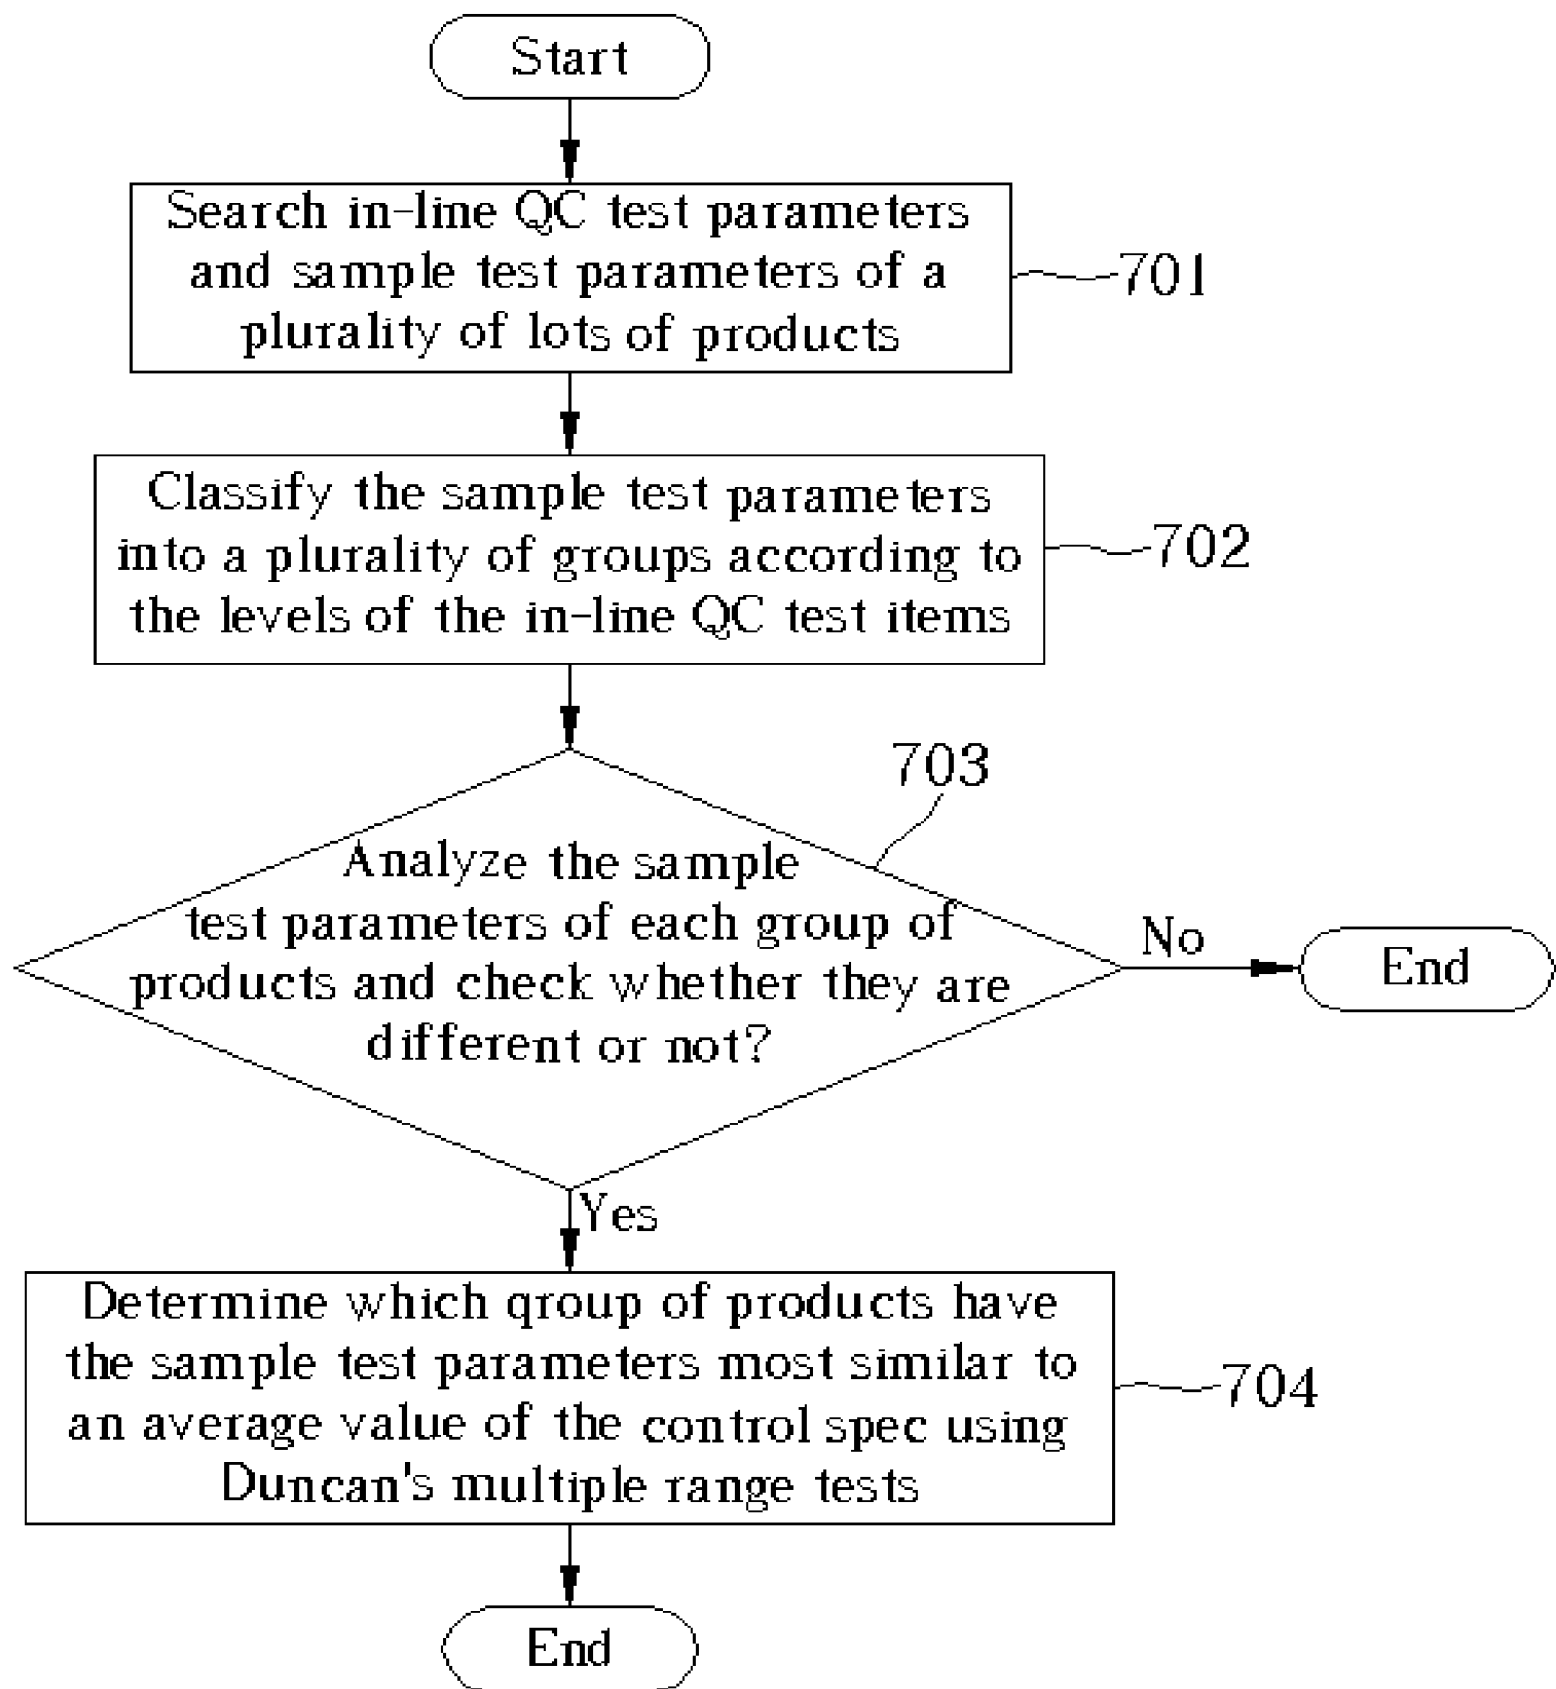 Start
Search in-line QC test parameters
and sample test parameters of a
plurality of lots of products
701
Classify the sample test parameters
into a plurality of groups according to
the levels of the in-line QC test items
702
703
Analyze the sample
test parameters of each group of
products and check whether they are
different or not?
No
End
Yes
Determine which qroup of products have
the sample test parameters most similar to
an average value of the control spec using
Duncan's multiple range tests
704
End